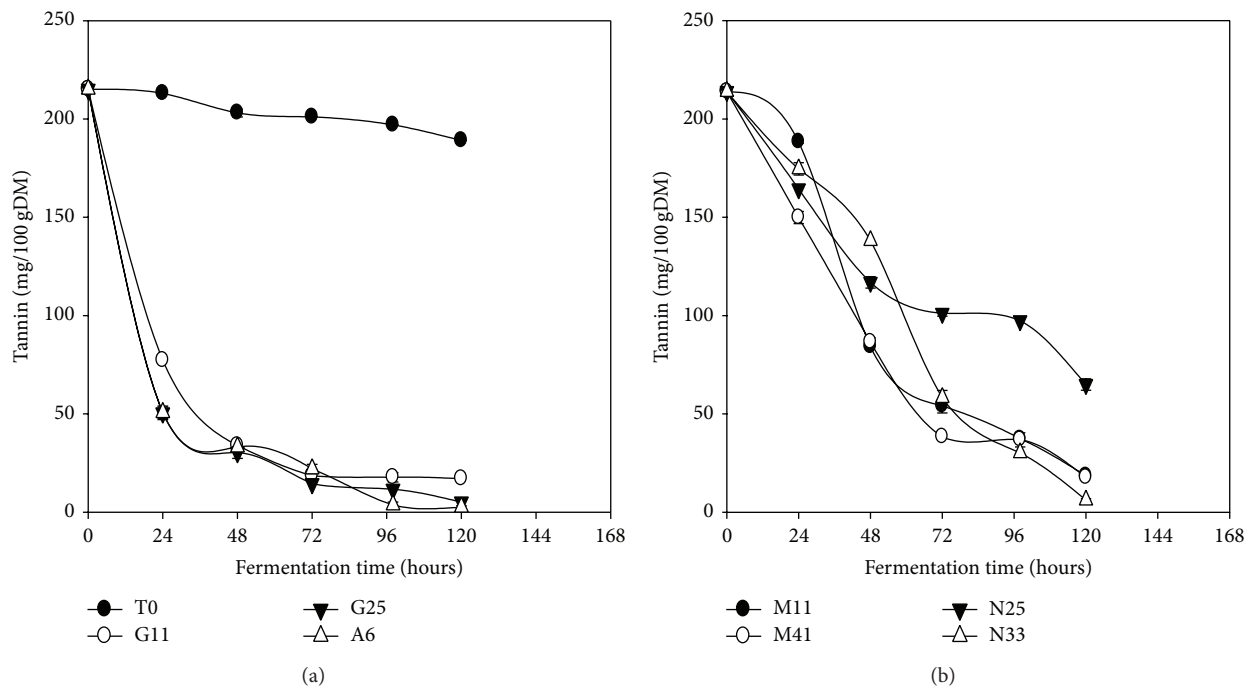 250
200
150
100
50
0
Tannin (mg/100 gDM)
0 24 48 72 96 120 144 168
Fermentation time (hours)
T0 G25
G11 A6
(a)
250
200
150
100
50
0
Tannin (mg/100 gDM)
0 24 48 72 96 120 144 168
Fermentation time (hours)
M11 N25
M41 N33
(b)